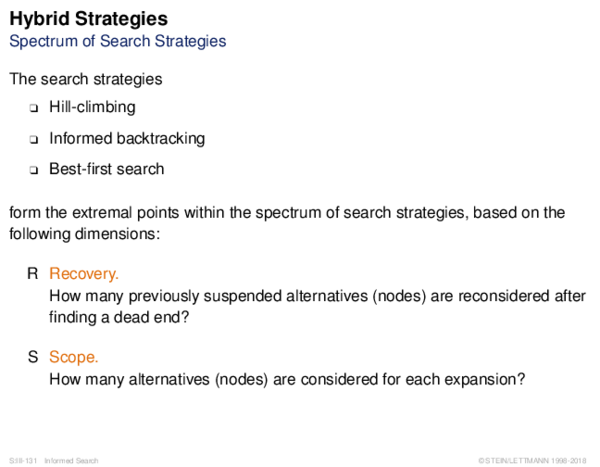 Hybrid Strategies
Spectrum of Search Strategies
The search strategies
❑ Hill-climbing
❑ Informed backtracking
❑ Best-first search
form the extremal points within the spectrum of search strategies, based on the
following dimensions:
R Recovery.
How many previously suspended alternatives (nodes) are reconsidered after
finding a dead end?
S Scope.
How many alternatives (nodes) are considered for each expansion?
S:III-131 Informed Search
©STEIN/LETTMANN 1998-2018